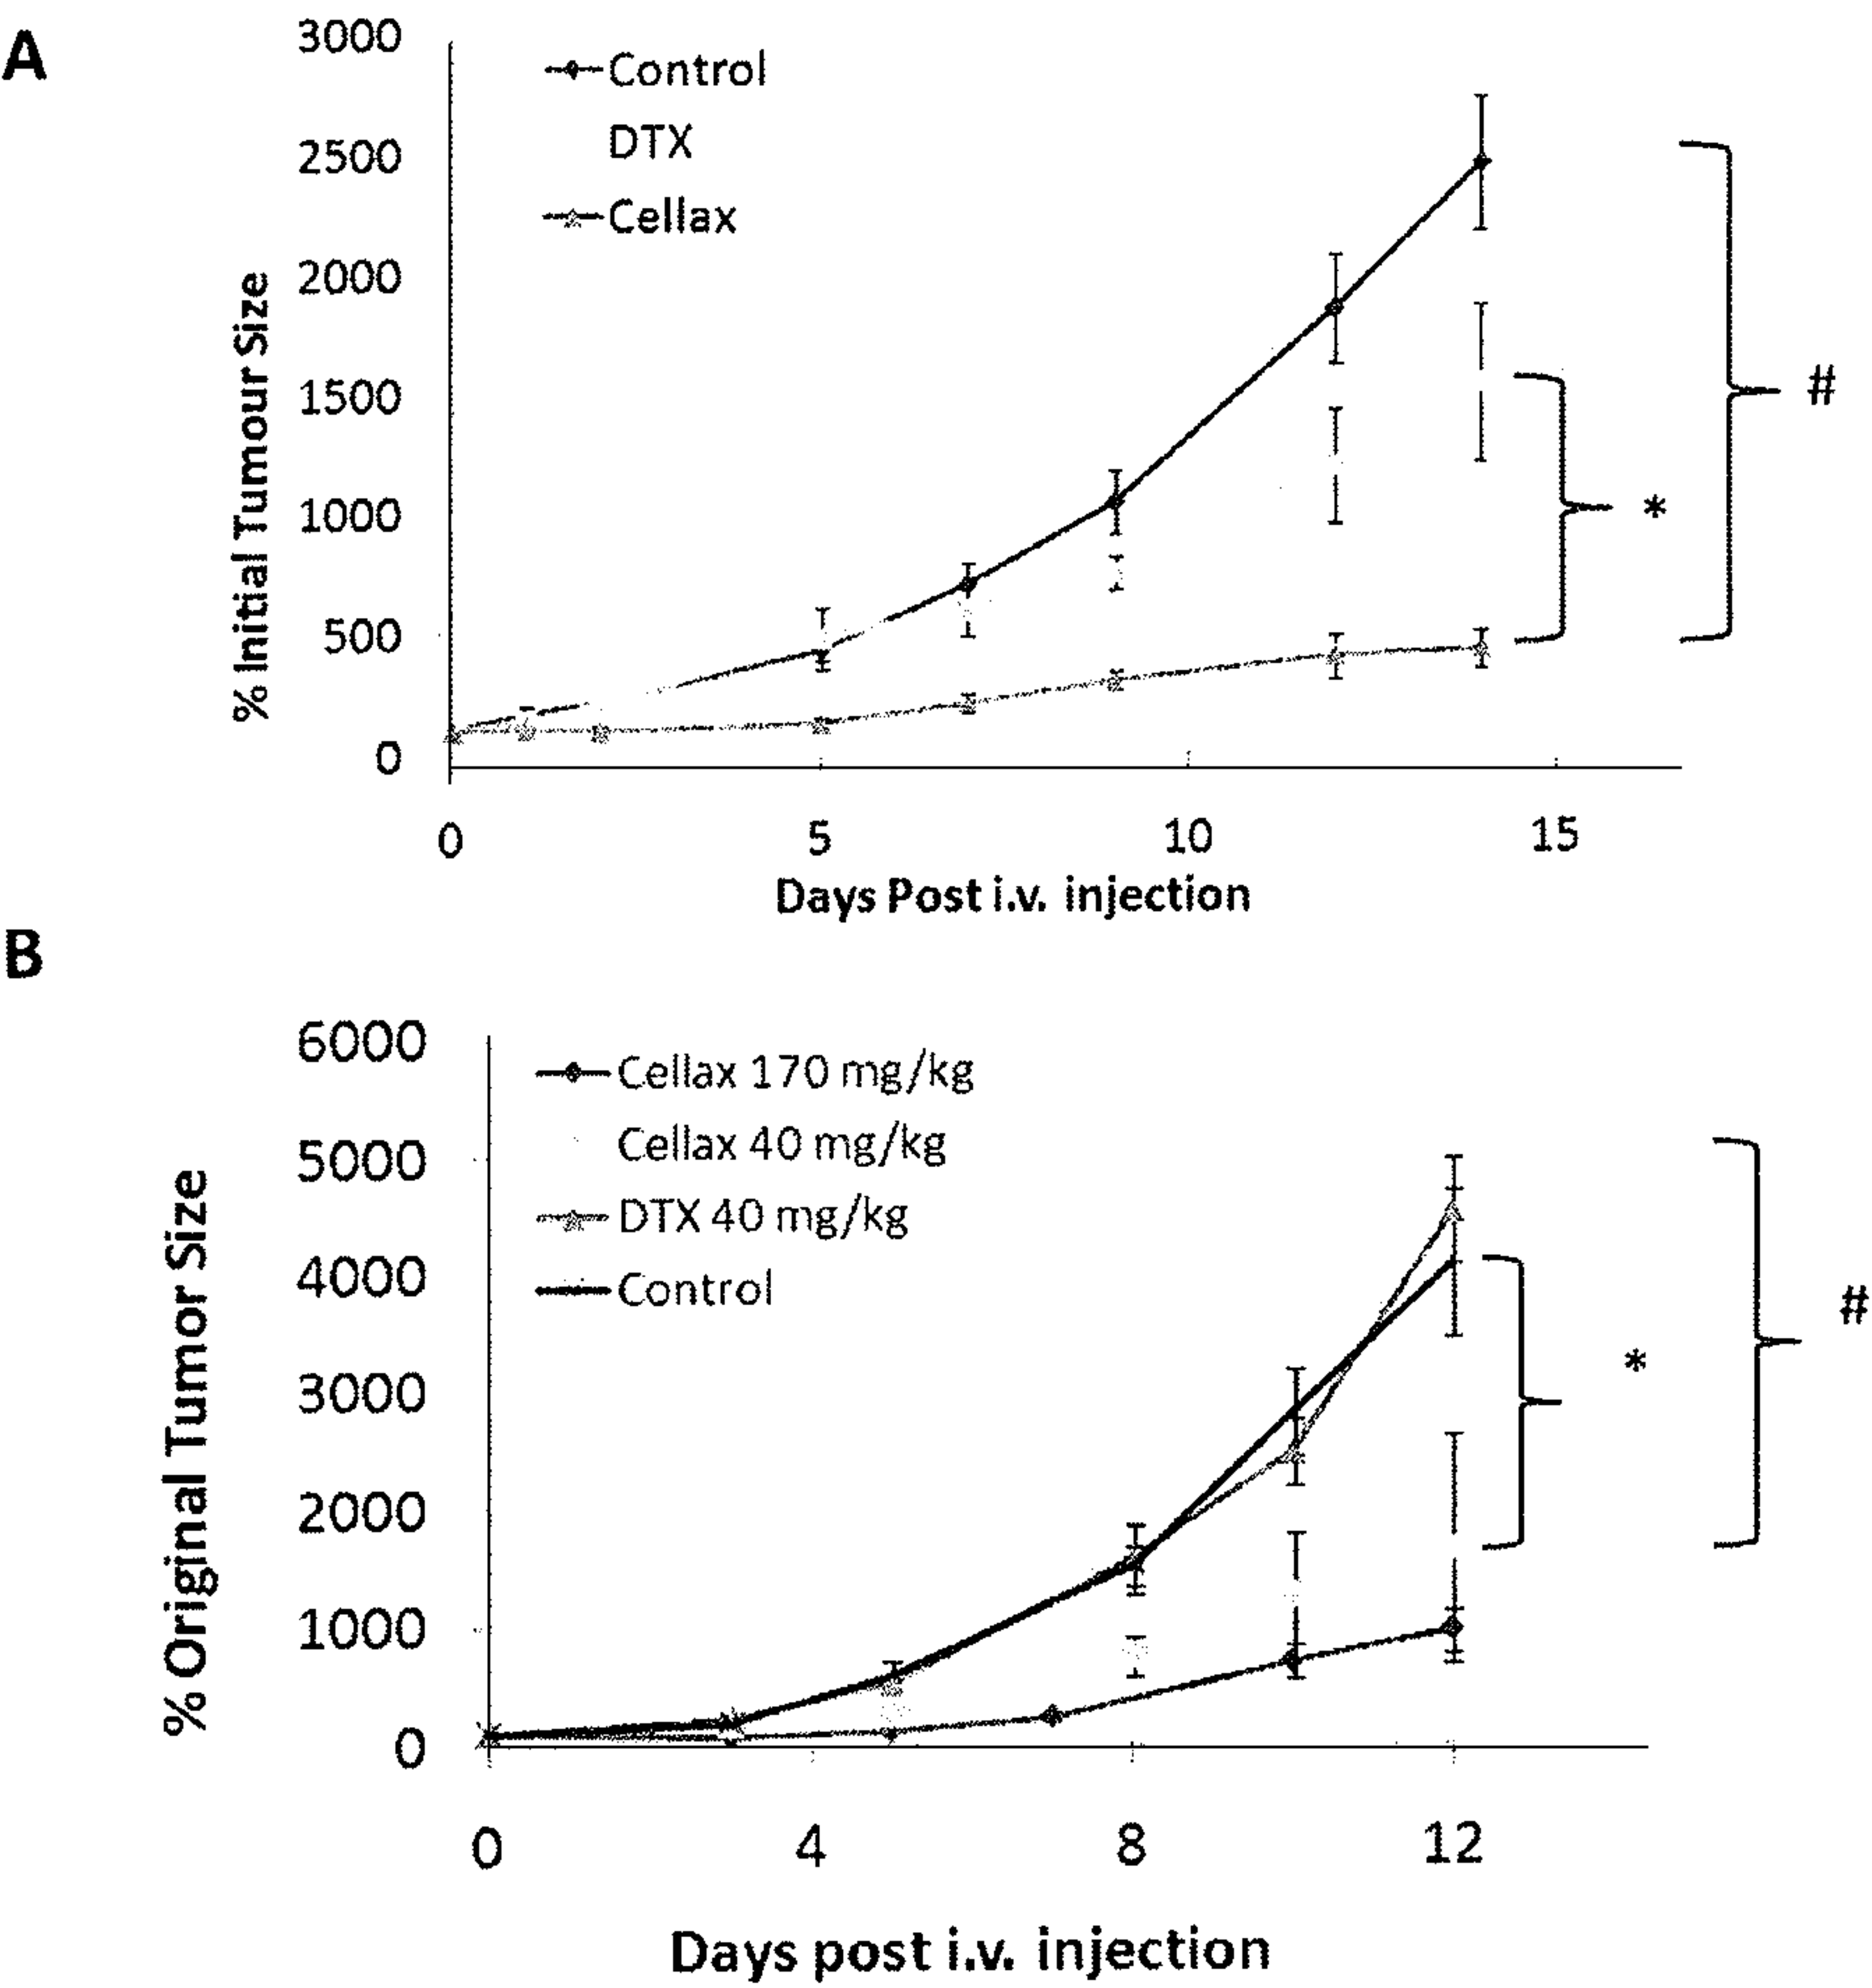 A
3000
2500
2000
1500
1000
500
0
% Initial Tumour Size
Control
DTX
Cellax
*
#
0 5 10 15
Days Post i.v. injection
B
6000
5000
4000
3000
2000
1000
0
% Original Tumor Size
Cellax 170 mg/kg
Cellax 40 mg/kg
DTX 40 mg/kg
Control
*
#
0 4 8 12
Days post i.v. injection